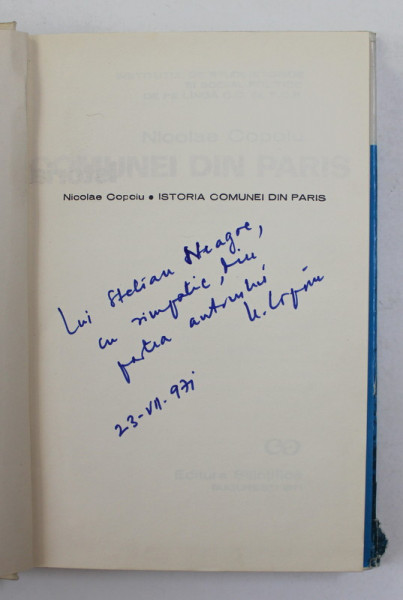 Nicolae Copoiu • ISTORIA COMUNEI DIN PARIS
Lui Stelian Neagoe,
cu simpatie, din
partea autorului
N. Copoiu
23-VII-971